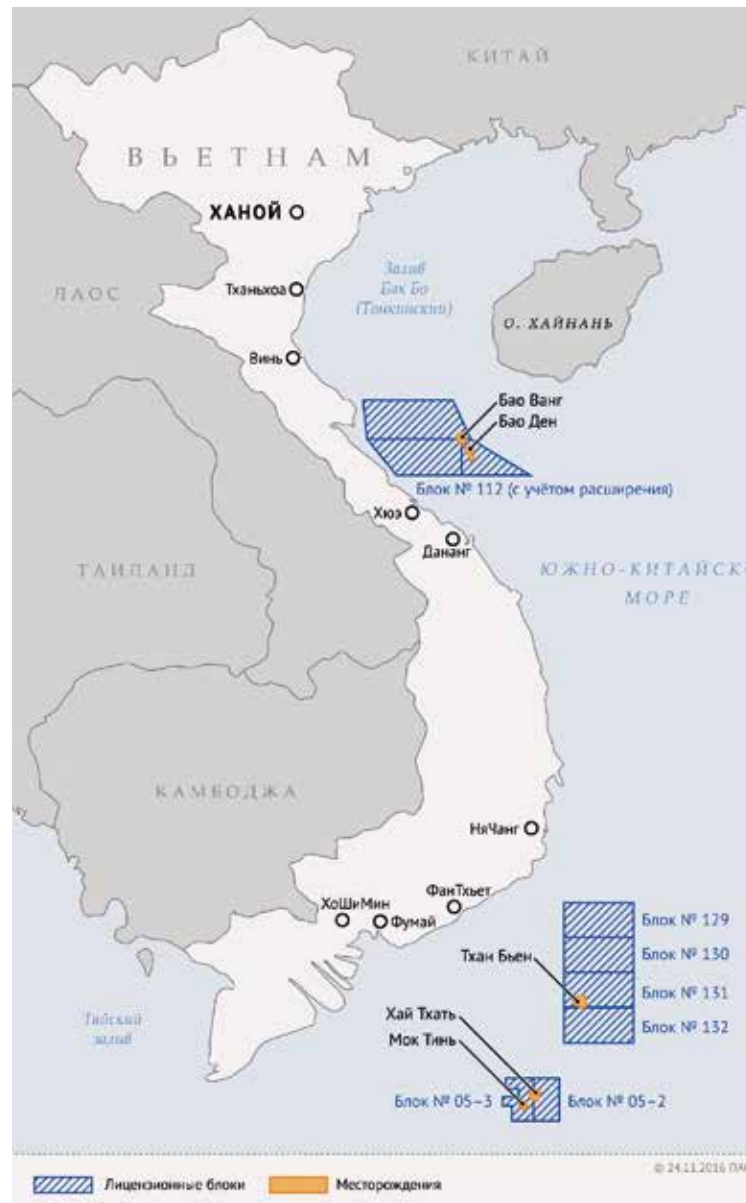 КИТАЙ
ВЬЕТНАМ
ХАНОЙ
Тханьхоа
Залив
Бак Бо
(Тонкинский)
ЛАОС
О. ХАЙНАНЬ
Винь
Бао Ванг
Бао Ден
Блок № 112 (с учётом расширения)
Хюэ
Дананг
ТАИЛАНД
ЮЖНО-КИТАЙСК
МОРЕ
КАМБОДЖА
НяЧанг
ФанТхьет
ХоШиМин
Фумай
Блок № 129
Блок № 130
Тхан Бьен
Блок № 131
Хай Тхать
Блок № 132
Мок Тинь
Тайский
залив
Блок № 05-3
Блок № 05-2
© 24.11.2016 ПА
Лицензионные блоки
Месторождения